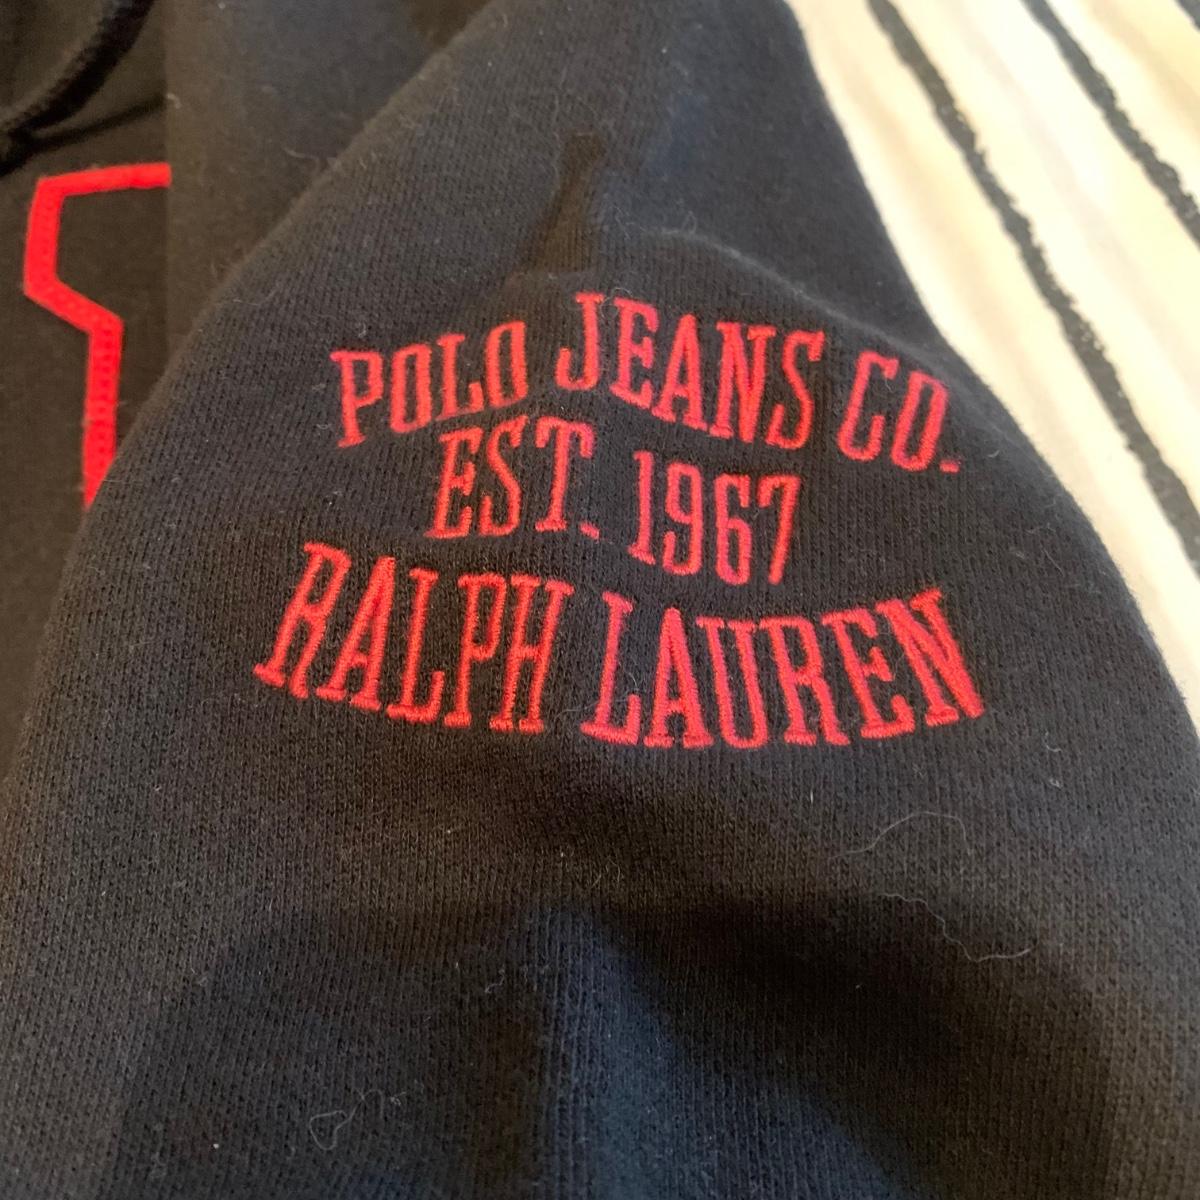 POLO JEANS CO.
EST. 1967
RALPH LAUREN